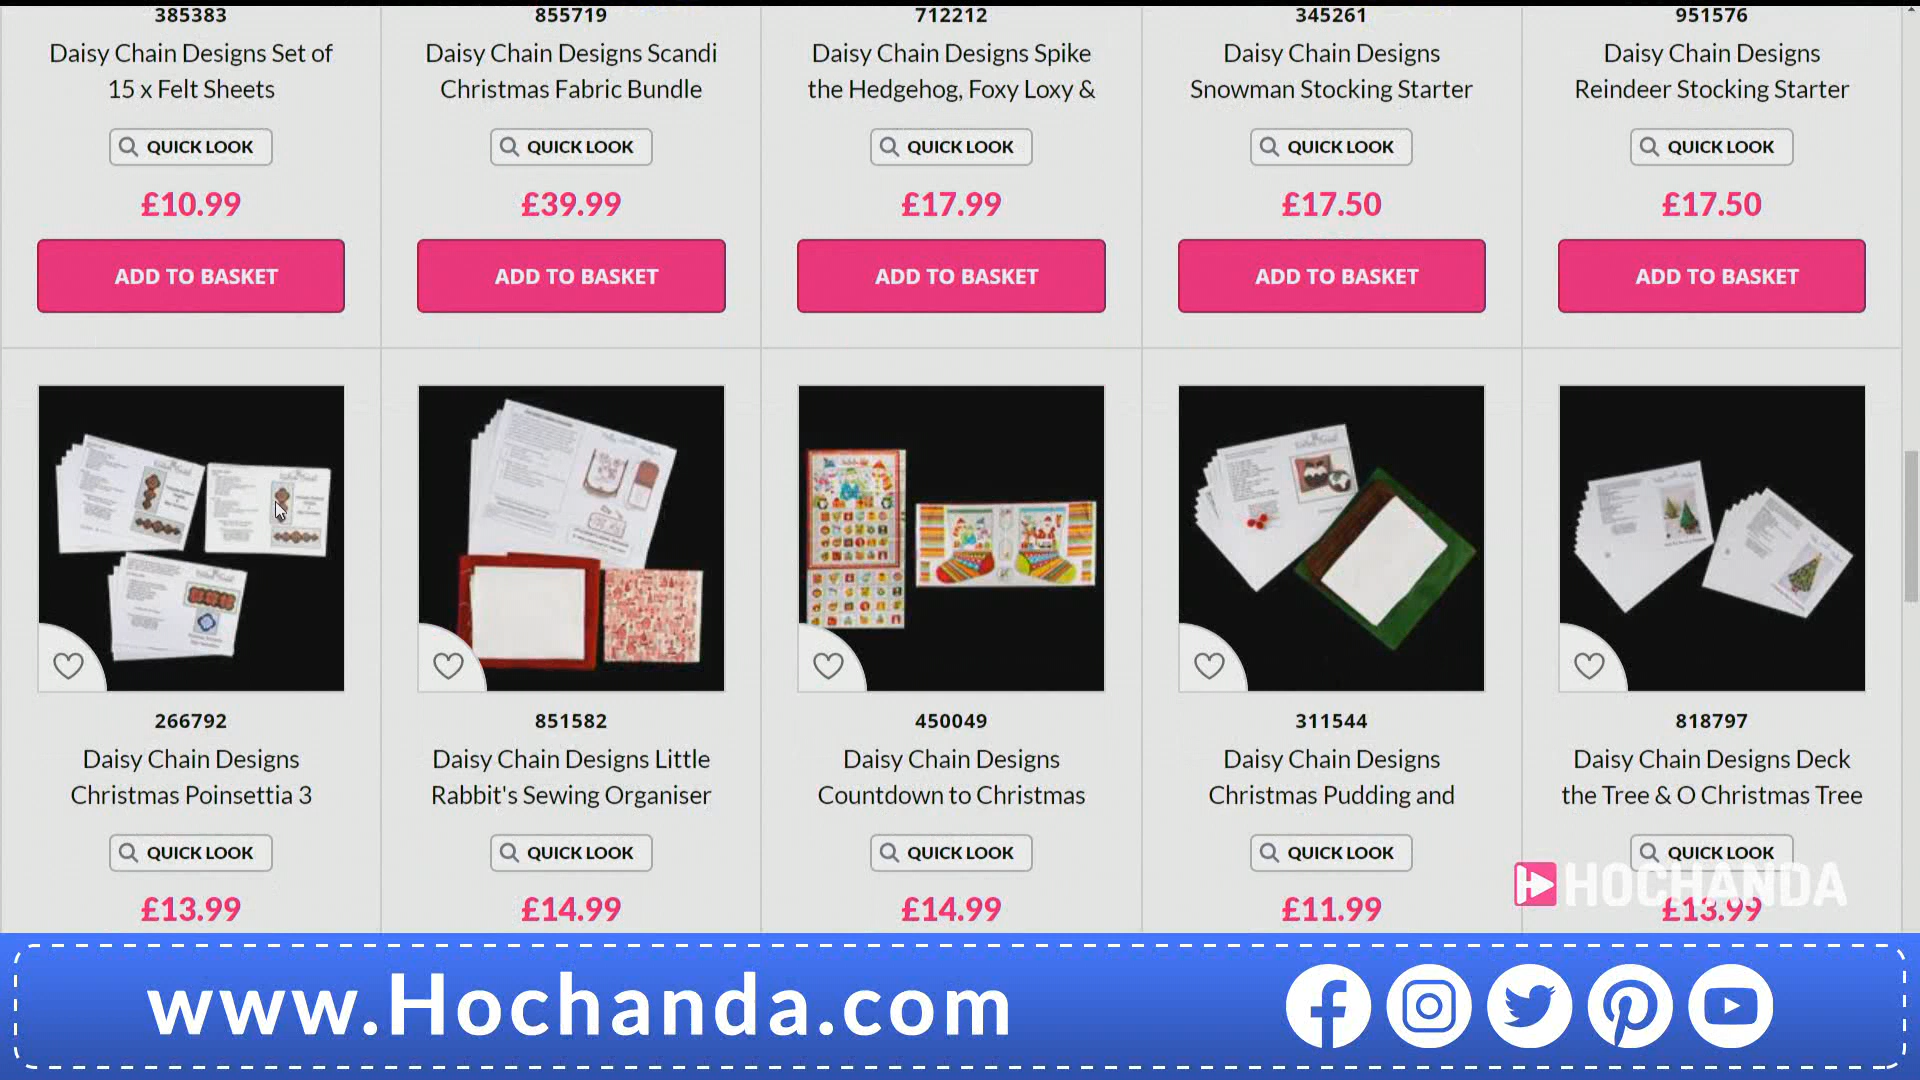 385383
855719
712212
345261
951576
Daisy Chain Designs Set of
15 x Felt Sheets
Daisy Chain Designs Scandi
Christmas Fabric Bundle
Daisy Chain Designs Spike
the Hedgehog, Foxy Loxy &
Daisy Chain Designs
Snowman Stocking Starter
Daisy Chain Designs
Reindeer Stocking Starter
QUICK LOOK
QUICK LOOK
QUICK LOOK
QUICK LOOK
QUICK LOOK
£10.99
£39.99
£17.99
£17.50
£17.50
ADD TO BASKET
ADD TO BASKET
ADD TO BASKET
ADD TO BASKET
ADD TO BASKET
266792
851582
450049
311544
818797
Daisy Chain Designs
Christmas Poinsettia 3
Daisy Chain Designs Little
Rabbit's Sewing Organiser
Daisy Chain Designs
Countdown to Christmas
Daisy Chain Designs
Christmas Pudding and
Daisy Chain Designs Deck
the Tree & O Christmas Tree
QUICK LOOK
QUICK LOOK
QUICK LOOK
QUICK LOOK
QUICK LOOK
HOCHANDA
£13.99
£14.99
£14.99
£11.99
£13.99
www.Hochanda.com